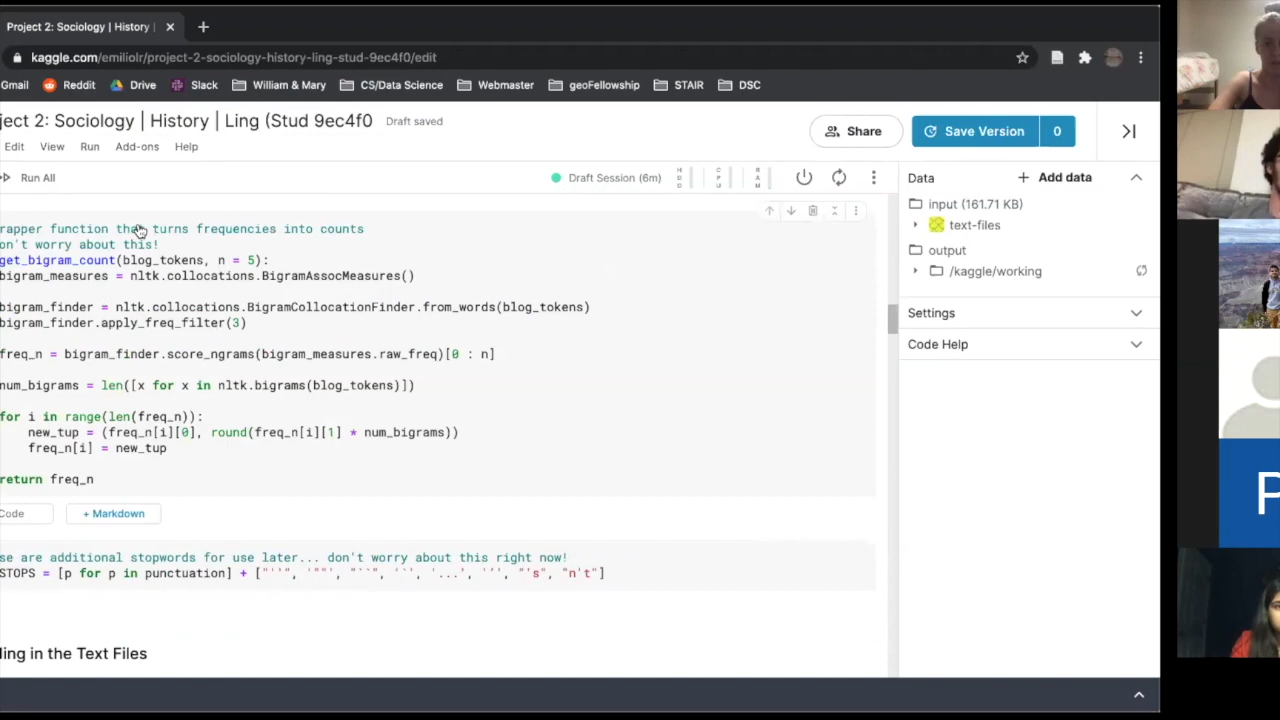 Project 2: Sociology | History |
kaggle.com/emiliolr/project-2-sociology-history-ling-stud-9ec4f0/edit
Gmail Reddit Drive Slack William & Mary CS/Data Science Webmaster geoFellowship STAIR DSC
ject 2: Sociology | History | Ling (Stud 9ec4f0 Draft saved
Share
Save Version 0
Edit View Run Add-ons Help
Run All
Draft Session (6m)
HDD
CPU
RAM
rapper function that turns frequencies into counts
on't worry about this!
get_bigram_count(blog_tokens, n = 5):
bigram_measures = nltk.collocations.BigramAssocMeasures()
bigram_finder = nltk.collocations.BigramCollocationFinder.from_words(blog_tokens)
bigram_finder.apply_freq_filter(3)
freq_n = bigram_finder.score_ngrams(bigram_measures.raw_freq)[0 : n]
num_bigrams = len([x for x in nltk.bigrams(blog_tokens)])
for i in range(len(freq_n)):
new_tup = (freq_n[i][0], round(freq_n[i][1] * num_bigrams))
freq_n[i] = new_tup
return freq_n
Code
+ Markdown
se are additional stopwords for use later... don't worry about this right now!
STOPS = [p for p in punctuation] + ["''", '""', "``", '`', '...', '’', "'s", "n't"]
ding in the Text Files
Data
+ Add data
input (161.71 KB)
text-files
output
/kaggle/working
Settings
Code Help
P